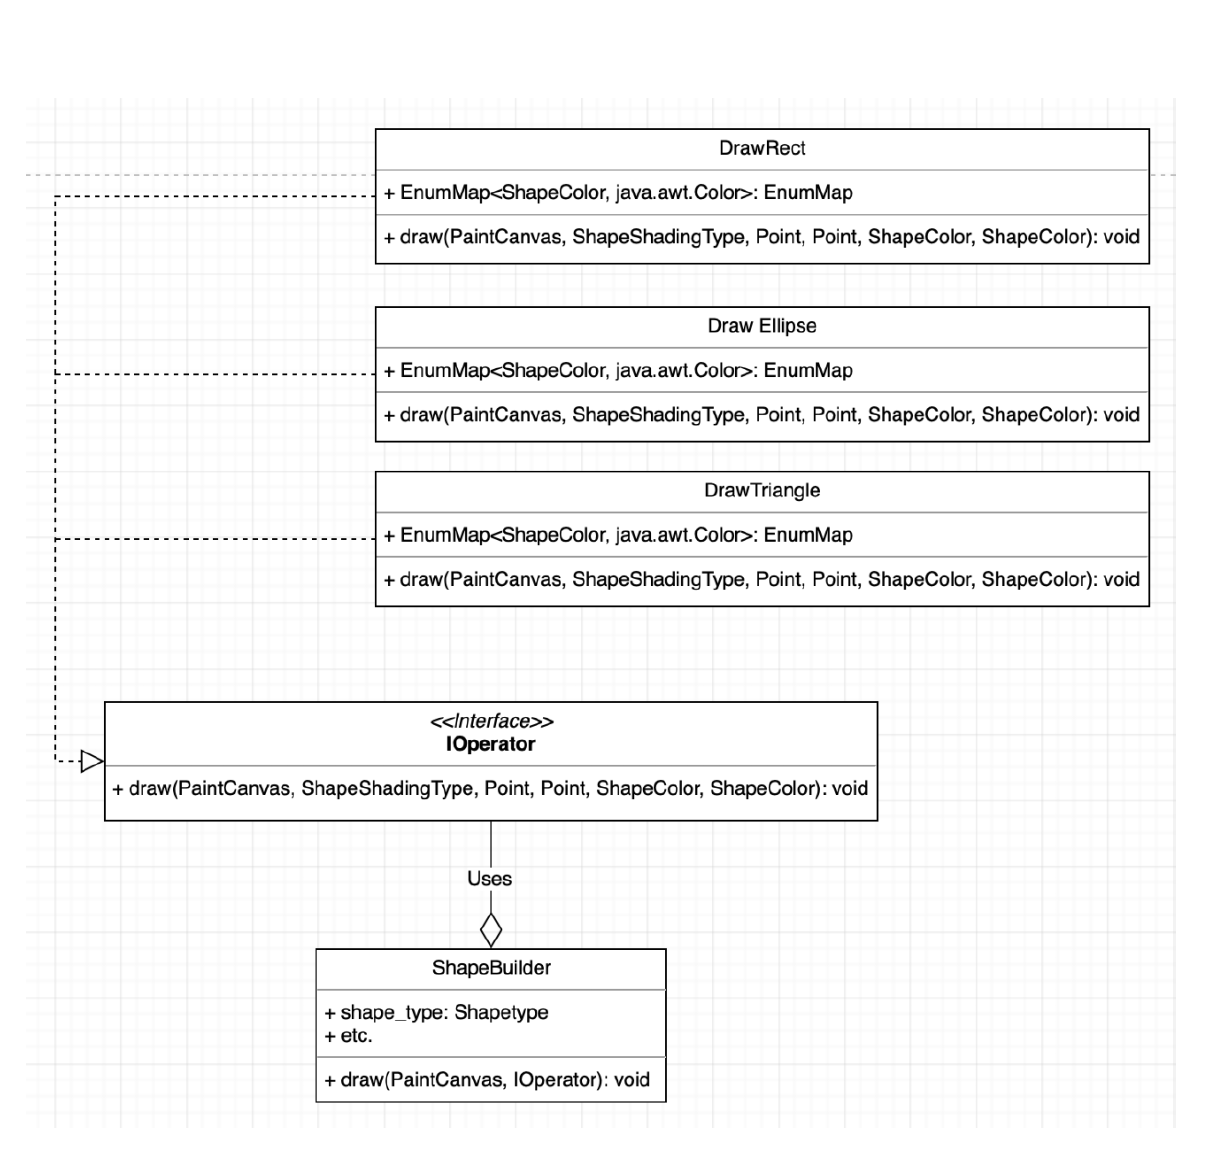 DrawRect
+ EnumMap<ShapeColor, java.awt.Color>: EnumMap
+ draw(PaintCanvas, ShapeShadingType, Point, Point, ShapeColor, ShapeColor): void
Draw Ellipse
+ EnumMap<ShapeColor, java.awt.Color>: EnumMap
+ draw(PaintCanvas, ShapeShadingType, Point, Point, ShapeColor, ShapeColor): void
DrawTriangle
+ EnumMap<ShapeColor, java.awt.Color>: EnumMap
+ draw(PaintCanvas, ShapeShadingType, Point, Point, ShapeColor, ShapeColor): void
<<Interface>>
IOperator
+ draw(PaintCanvas, ShapeShadingType, Point, Point, ShapeColor, ShapeColor): void
Uses
ShapeBuilder
+ shape_type: Shapetype
+ etc.
+ draw(PaintCanvas, IOperator): void